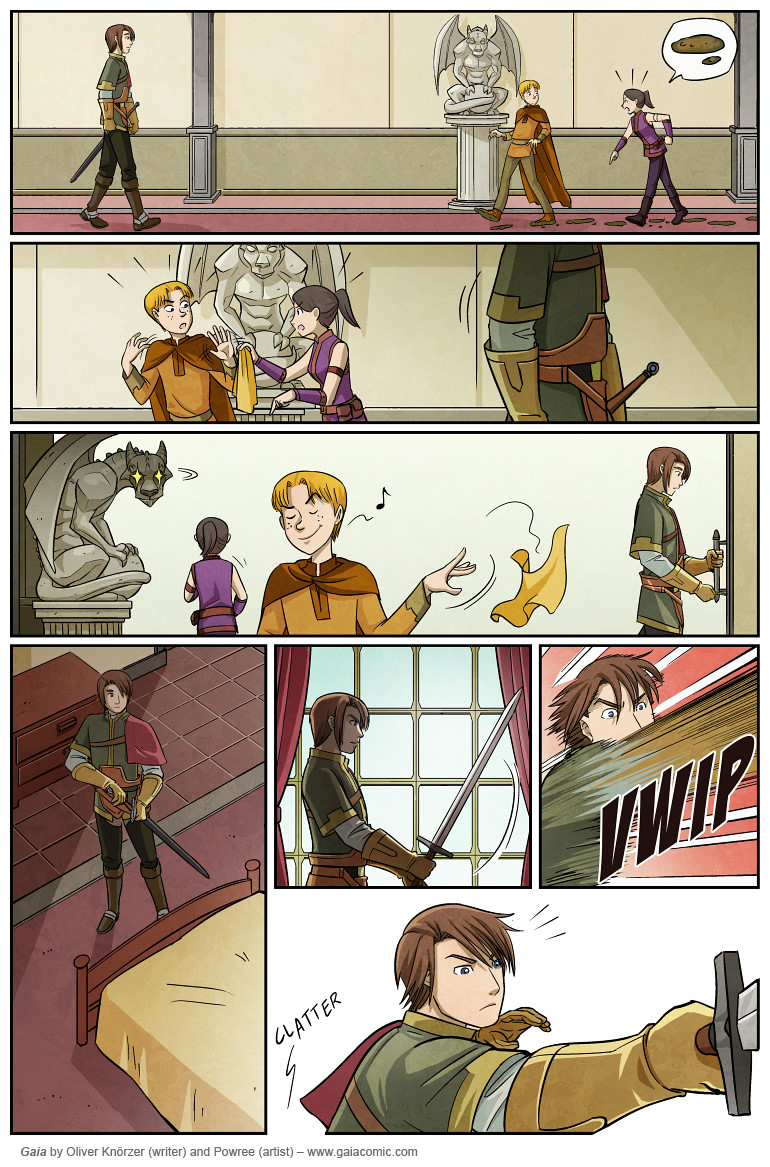 VWIP
CLATTER
Gaia by Oliver Knörzer (writer) and Powree (artist) – www.gaiacomic.com